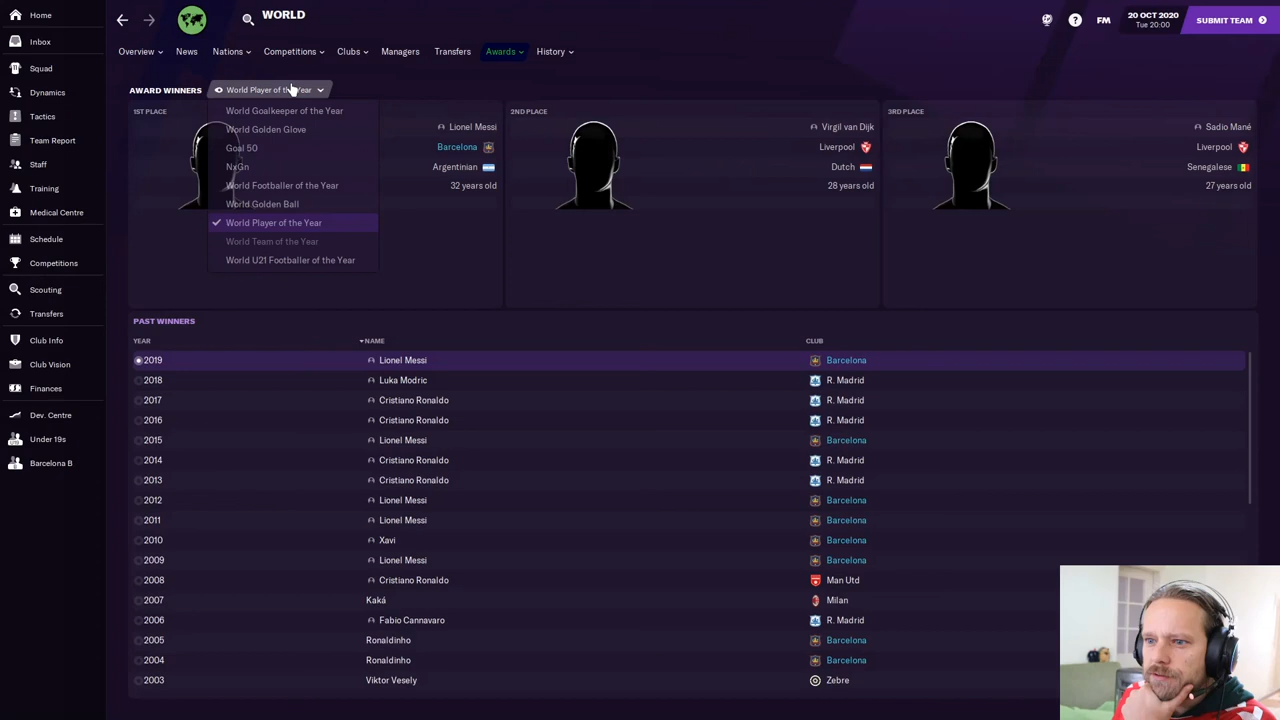 Home
WORLD
20 OCT 2020
Tue 20:00
FM
SUBMIT TEAM
Inbox
Overview
News
Nations
Competitions
Clubs
Managers
Transfers
Awards
History
Squad
Dynamics
Tactics
Team Report
Staff
Training
Medical Centre
Schedule
Competitions
Scouting
Transfers
Club Info
Club Vision
Finances
Dev. Centre
Under 19s
Barcelona B
AWARD WINNERS
World Player of the Year
World Goalkeeper of the Year
World Golden Glove
Goal 50
NxGn
World Footballer of the Year
World Golden Ball
World Player of the Year
World Team of the Year
World U21 Footballer of the Year
1ST PLACE
Lionel Messi
Barcelona
Argentinian
32 years old
2ND PLACE
Virgil van Dijk
Liverpool
Dutch
28 years old
3RD PLACE
Sadio Mané
Liverpool
Senegalese
27 years old
PAST WINNERS
YEAR NAME CLUB
2019 Lionel Messi Barcelona
2018 Luka Modric R. Madrid
2017 Cristiano Ronaldo R. Madrid
2016 Cristiano Ronaldo R. Madrid
2015 Lionel Messi Barcelona
2014 Cristiano Ronaldo R. Madrid
2013 Cristiano Ronaldo R. Madrid
2012 Lionel Messi Barcelona
2011 Lionel Messi Barcelona
2010 Xavi Barcelona
2009 Lionel Messi Barcelona
2008 Cristiano Ronaldo Man Utd
2007 Kaká Milan
2006 Fabio Cannavaro R. Madrid
2005 Ronaldinho Barcelona
2004 Ronaldinho Barcelona
2003 Viktor Vesely Zebre